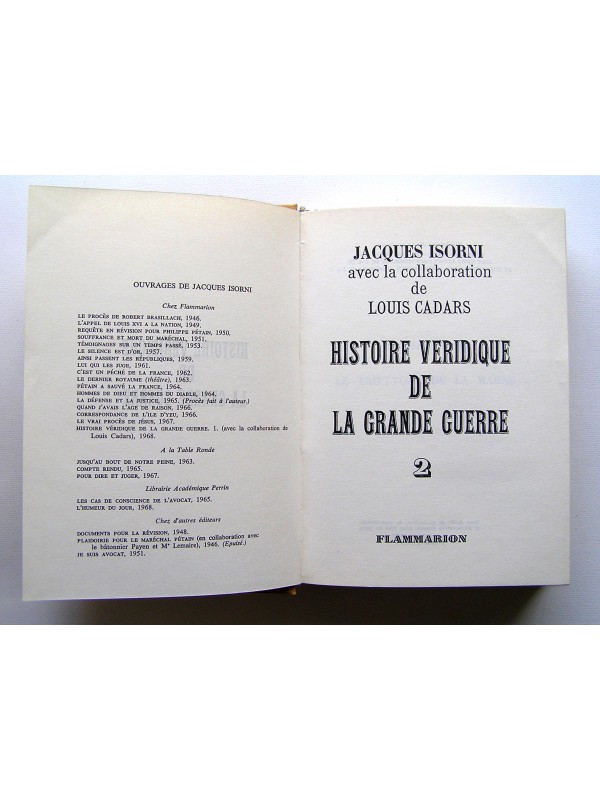 OUVRAGES DE JACQUES ISORNI
Chez Flammarion
LE PROCÈS DE ROBERT BRASILLACH, 1946.
L'APPEL DE LOUIS XVI A LA NATION, 1949.
REQUÊTE EN RÉVISION POUR PHILIPPE PÉTAIN, 1950.
SOUFFRANCE ET MORT DU MARÉCHAL, 1951.
TÉMOIGNAGES SUR UN TEMPS PASSÉ, 1953.
LE SILENCE EST D'OR, 1957.
AINSI PASSENT LES RÉPUBLIQUES, 1959.
LUI QUI LES JUGE, 1961.
C'EST UN PÉCHÉ DE LA FRANCE, 1962.
LE DERNIER ROYAUME (théâtre), 1963.
PÉTAIN A SAUVÉ LA FRANCE, 1964.
HOMMES DE DIEU ET HOMMES DU DIABLE, 1964.
LA DÉFENSE ET LA JUSTICE, 1965. (Procès fait à l'auteur.)
QUAND J'AVAIS L'AGE DE RAISON, 1966.
CORRESPONDANCE DE L'ILE D'YEU, 1966.
LE VRAI PROCÈS DE JÉSUS, 1967.
HISTOIRE VÉRIDIQUE DE LA GRANDE GUERRE. 1. (avec la collaboration de
Louis Cadars), 1968.
A la Table Ronde
JUSQU'AU BOUT DE NOTRE PEINE, 1963.
COMPTE RENDU, 1965.
POUR DIRE ET JUGER, 1967.
Librairie Académique Perrin
LES CAS DE CONSCIENCE DE L'AVOCAT, 1965.
L'HUMEUR DU JOUR, 1968.
Chez d'autres éditeurs
DOCUMENTS POUR LA RÉVISION, 1948.
PLAIDOIRIE POUR LE MARÉCHAL PÉTAIN (en collaboration avec
le bâtonnier Payen et Me Lemaire), 1946. (Epuisé.)
JE SUIS AVOCAT, 1951.
JACQUES ISORNI
avec la collaboration
de
LOUIS CADARS
HISTOIRE VERIDIQUE
DE
LA GRANDE GUERRE
2
FLAMMARION